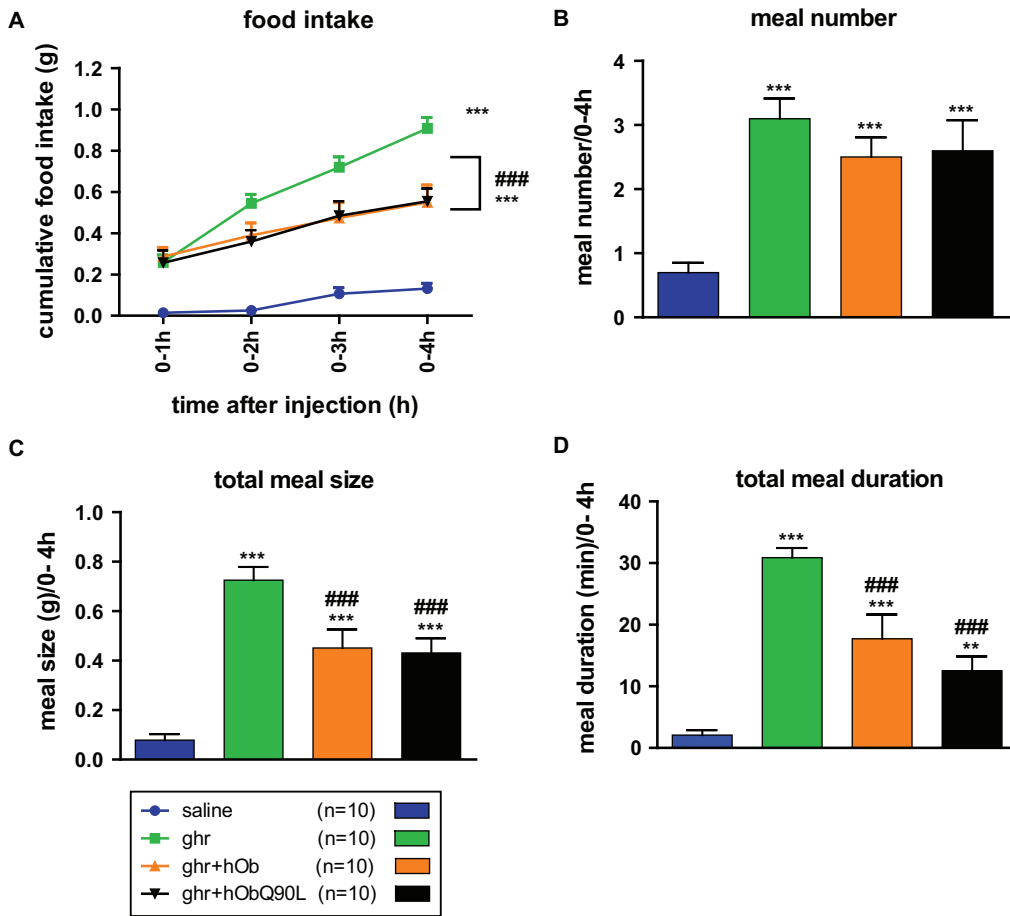 A
food intake
cumulative food intake (g)
1.2
1.0
0.8
0.6
0.4
0.2
0.0
***
###
***
0-1h
0-2h
0-3h
0-4h
time after injection (h)
B
meal number
meal number/0-4h
4
3
2
1
0
***
***
***
C
total meal size
meal size (g)/0- 4h
1.0
0.8
0.6
0.4
0.2
0.0
***
###
***
###
***
D
total meal duration
meal duration (min)/0- 4h
40
30
20
10
0
***
###
***
###
**
saline (n=10)
ghr (n=10)
ghr+hOb (n=10)
ghr+hObQ90L (n=10)